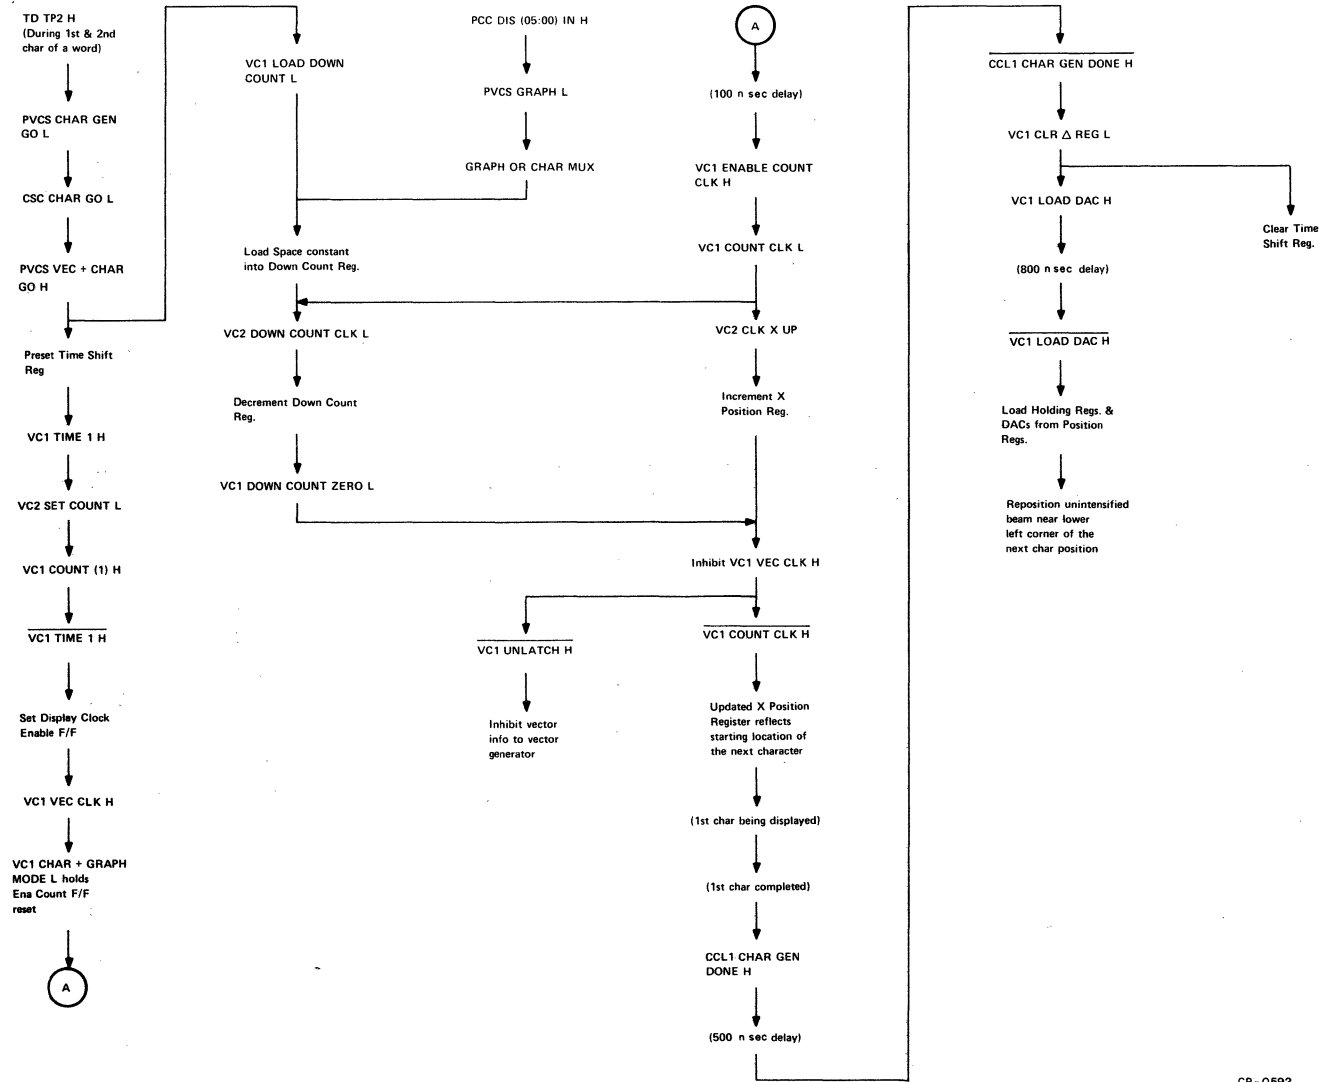 TD TP2 H
(During 1st & 2nd
char of a word)
PVCS CHAR GEN
GO L
CSC CHAR GO L
PVCS VEC + CHAR
GO H
Preset Time Shift
Reg
VC1 TIME 1 H
VC2 SET COUNT L
VC1 COUNT (1) H
VC1 TIME 1 H
Set Display Clock
Enable F/F
VC1 VEC CLK H
VC1 CHAR + GRAPH
MODE L holds
Ena Count F/F
reset
A
VC1 LOAD DOWN
COUNT L
PCC DIS (05:00) IN H
PVCS GRAPH L
GRAPH OR CHAR MUX
Load Space constant
into Down Count Reg.
VC2 DOWN COUNT CLK L
Decrement Down Count
Reg.
VC1 DOWN COUNT ZERO L
A
(100 n sec delay)
VC1 ENABLE COUNT
CLK H
VC1 COUNT CLK L
VC2 CLK X UP
Increment X
Position Reg.
Inhibit VC1 VEC CLK H
VC1 UNLATCH H
Inhibit vector
info to vector
generator
VC1 COUNT CLK H
Updated X Position
Register reflects
starting location of
the next character
(1st char being displayed)
(1st char completed)
CCL1 CHAR GEN
DONE H
(500 n sec delay)
CCL1 CHAR GEN DONE H
VC1 CLR △ REG L
VC1 LOAD DAC H
Clear Time
Shift Reg.
(800 n sec delay)
VC1 LOAD DAC H
Load Holding Regs. &
DACs from Position
Regs.
Reposition unintensified
beam near lower
left corner of the
next char position
CP-0592